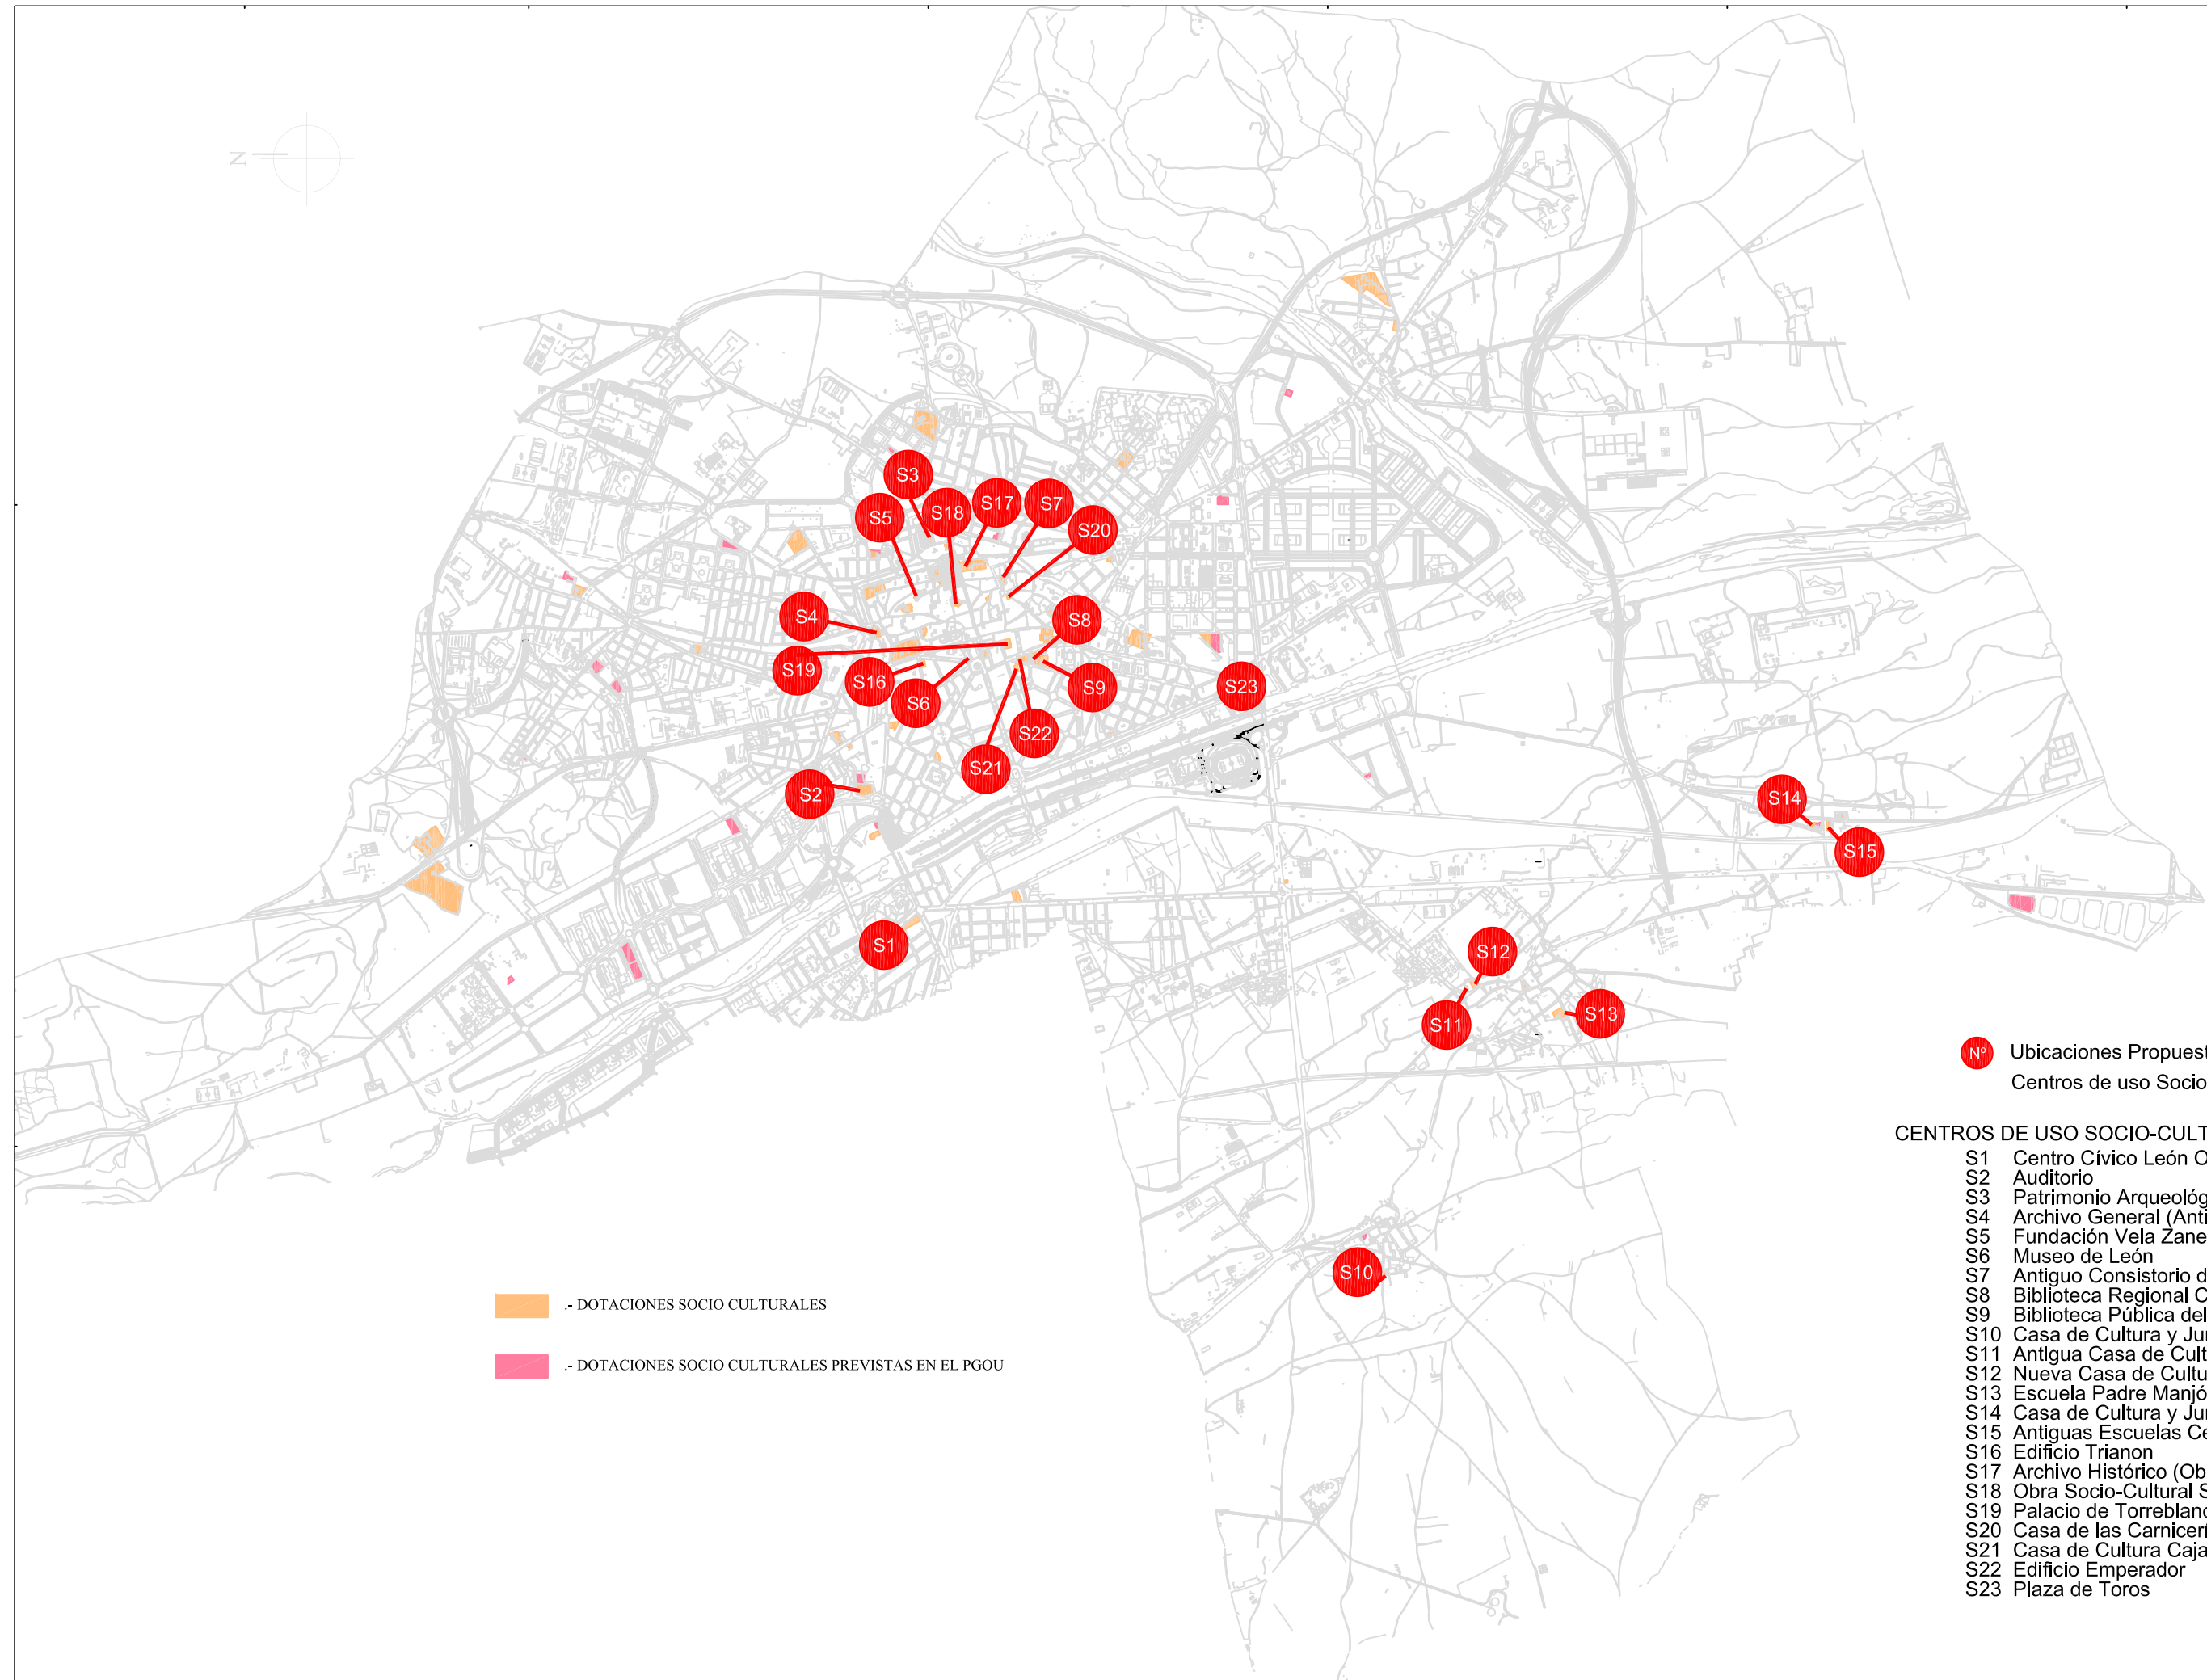 N
S3
S17
S7
S18
S5
S20
S4
S8
S19
S16
S9
S23
S6
S22
S21
S2
S14
S15
S1
S12
S13
S11
Nº Ubicaciones Propuest
Centros de uso Socio
CENTROS DE USO SOCIO-CULT
S1 Centro Cívico León O
S2 Auditorio
S3 Patrimonio Arqueológ
S4 Archivo General (Anti
S5 Fundación Vela Zane
S6 Museo de León
S7 Antiguo Consistorio d
S8 Biblioteca Regional C
S9 Biblioteca Pública del
S10 Casa de Cultura y Ju
S11 Antigua Casa de Cult
S12 Nueva Casa de Cultu
S13 Escuela Padre Manjó
S14 Casa de Cultura y Ju
S15 Antiguas Escuelas Ce
S16 Edificio Trianon
S17 Archivo Histórico (Ob
S18 Obra Socio-Cultural S
S19 Palacio de Torreblanc
S20 Casa de las Carnicerí
S21 Casa de Cultura Caja
S22 Edificio Emperador
S23 Plaza de Toros
S10
.- DOTACIONES SOCIO CULTURALES
.- DOTACIONES SOCIO CULTURALES PREVISTAS EN EL PGOU